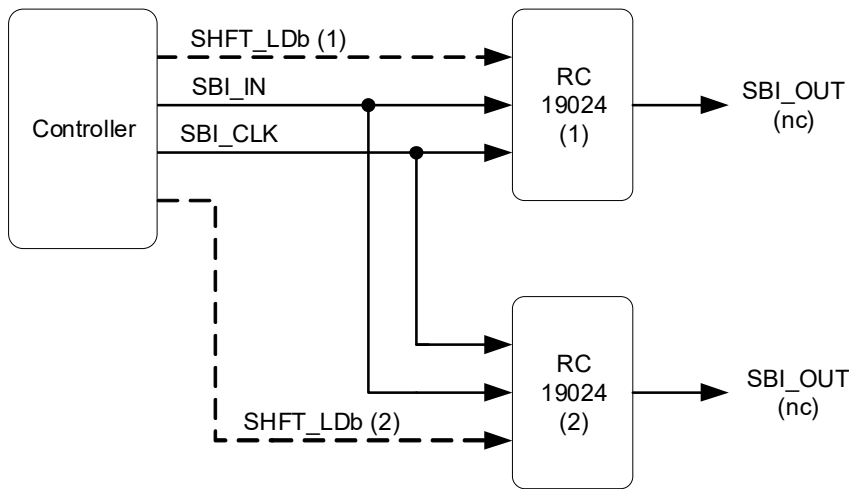 SHFT_LDb (1)
SBI_IN
SBI_CLK
Controller
RC
19024
(1)
SBI_OUT
(nc)
RC
19024
(2)
SBI_OUT
(nc)
SHFT_LDb (2)